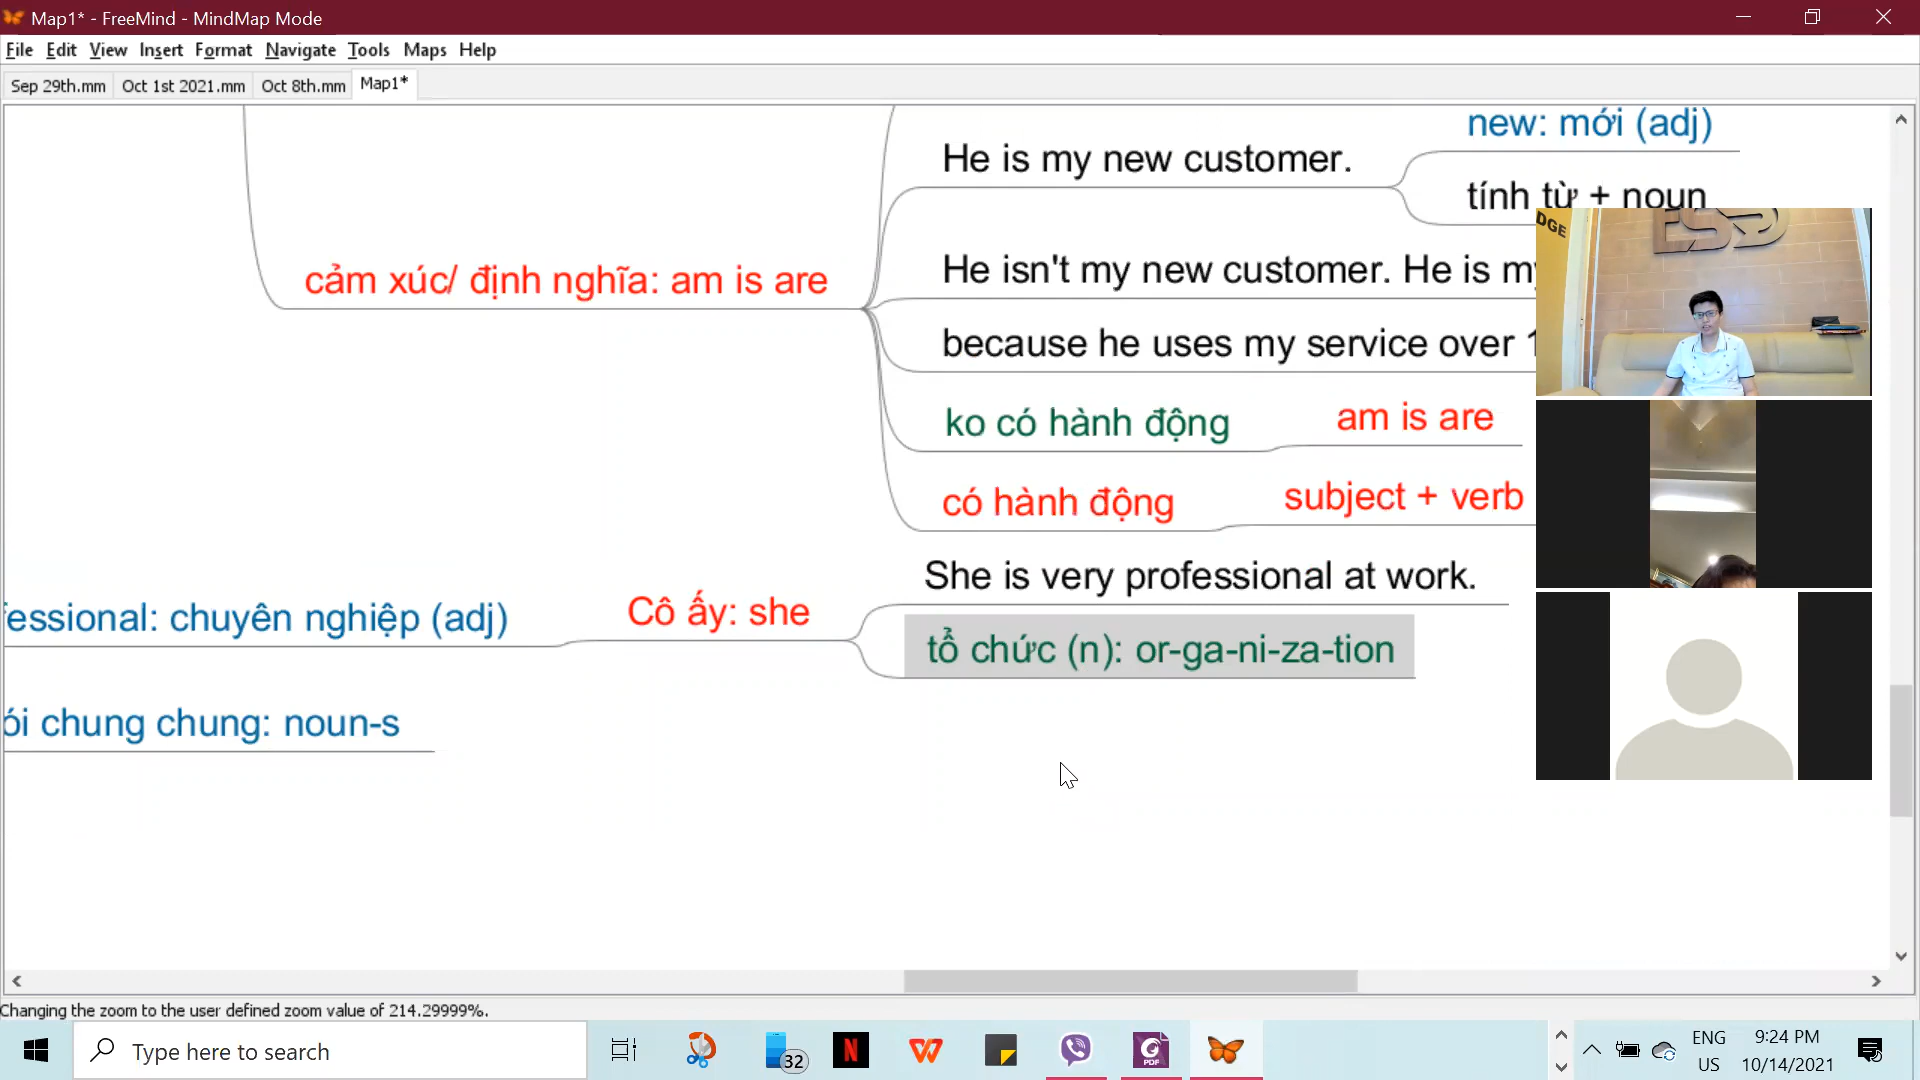 Map1* - FreeMind - MindMap Mode
File Edit View Insert Format Navigate Tools Maps Help
Sep 29th.mm Oct 1st 2021.mm Oct 8th.mm Map1*
new: mới (adj)
He is my new customer.
tính từ + noun
DGE
ESD
cảm xúc/ định nghĩa: am is are
He isn't my new customer. He is my
because he uses my service over 1
ko có hành động am is are
có hành động subject + verb
She is very professional at work.
fessional: chuyên nghiệp (adj) Cô ấy: she
tổ chức (n): or-ga-ni-za-tion
ói chung chung: noun-s
Changing the zoom to the user defined zoom value of 214.29999%.
Type here to search
32
N
W
PDF
ENG
US
9:24 PM
10/14/2021